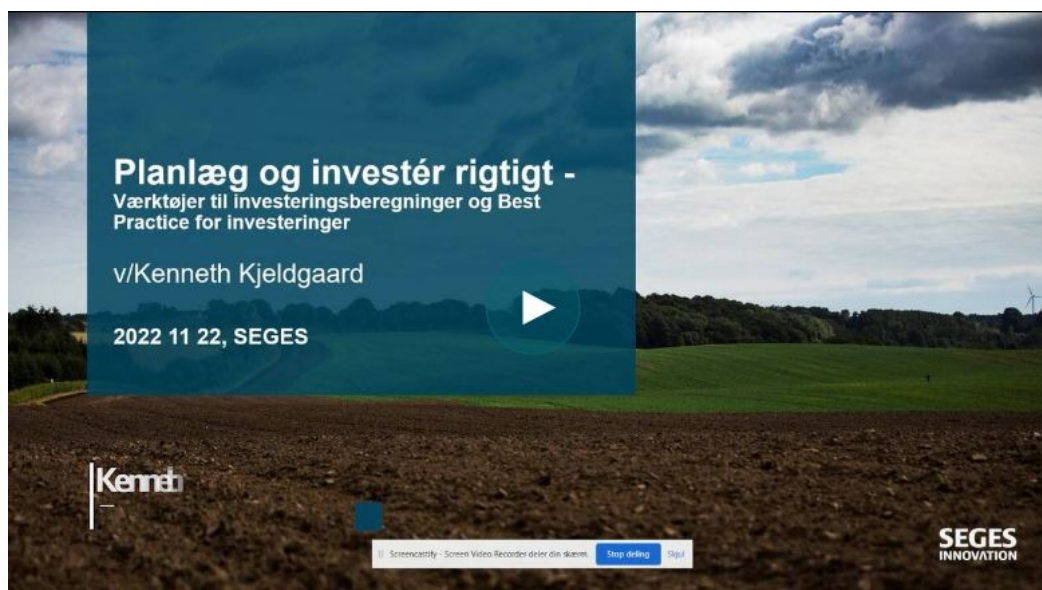 Planlæg og investér rigtigt -
Værktøjer til investeringsberegninger og Best
Practice for investeringer
v/Kenneth Kjeldgaard
2022 11 22, SEGES
Screencastify - Screen Video Recorder deler din skærm.
Stop deling
Skjul
SEGES
INNOVATION